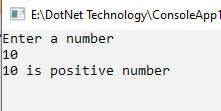 E:\DotNet Technology\ConsoleApp1
Enter a number
10
10 is positive number